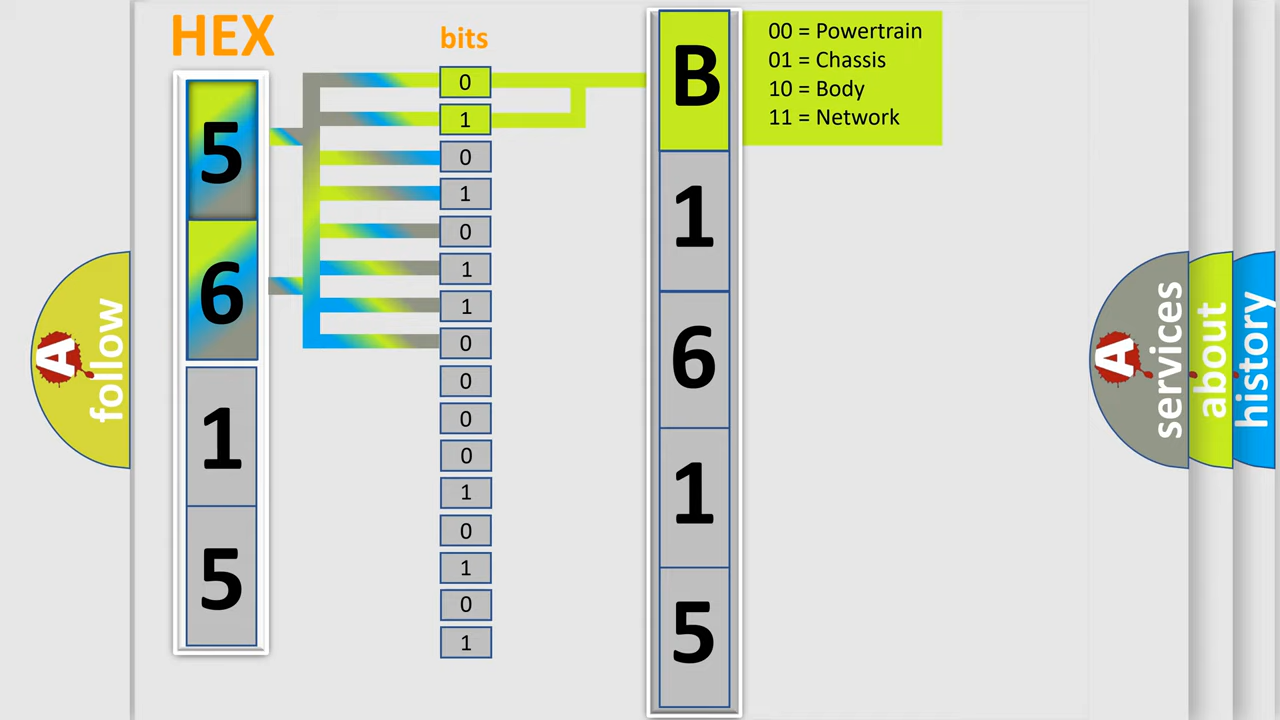 HEX
bits
5
6
1
5
0
1
0
1
0
1
1
0
0
0
0
1
0
1
0
1
B
1
6
1
5
00 = Powertrain
01 = Chassis
10 = Body
11 = Network
A
follow
A
services
about
history